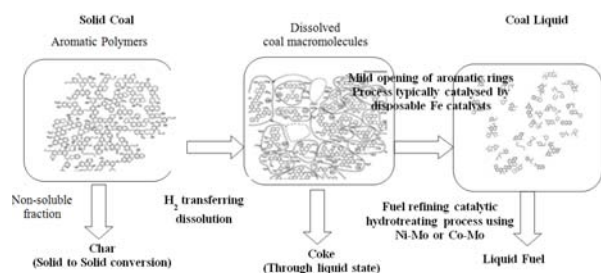 Solid Coal
Aromatic Polymers
Dissolved
coal macromolecules
Coal Liquid
Mild opening of aromatic rings
Process typically catalysed by
disposable Fe catalysts
Non-soluble
fraction
H2 transferring
dissolution
Fuel refining catalytic
hydrotreating process using
Ni-Mo or Co-Mo
Char
(Solid to Solid conversion)
Coke
(Through liquid state)
Liquid Fuel